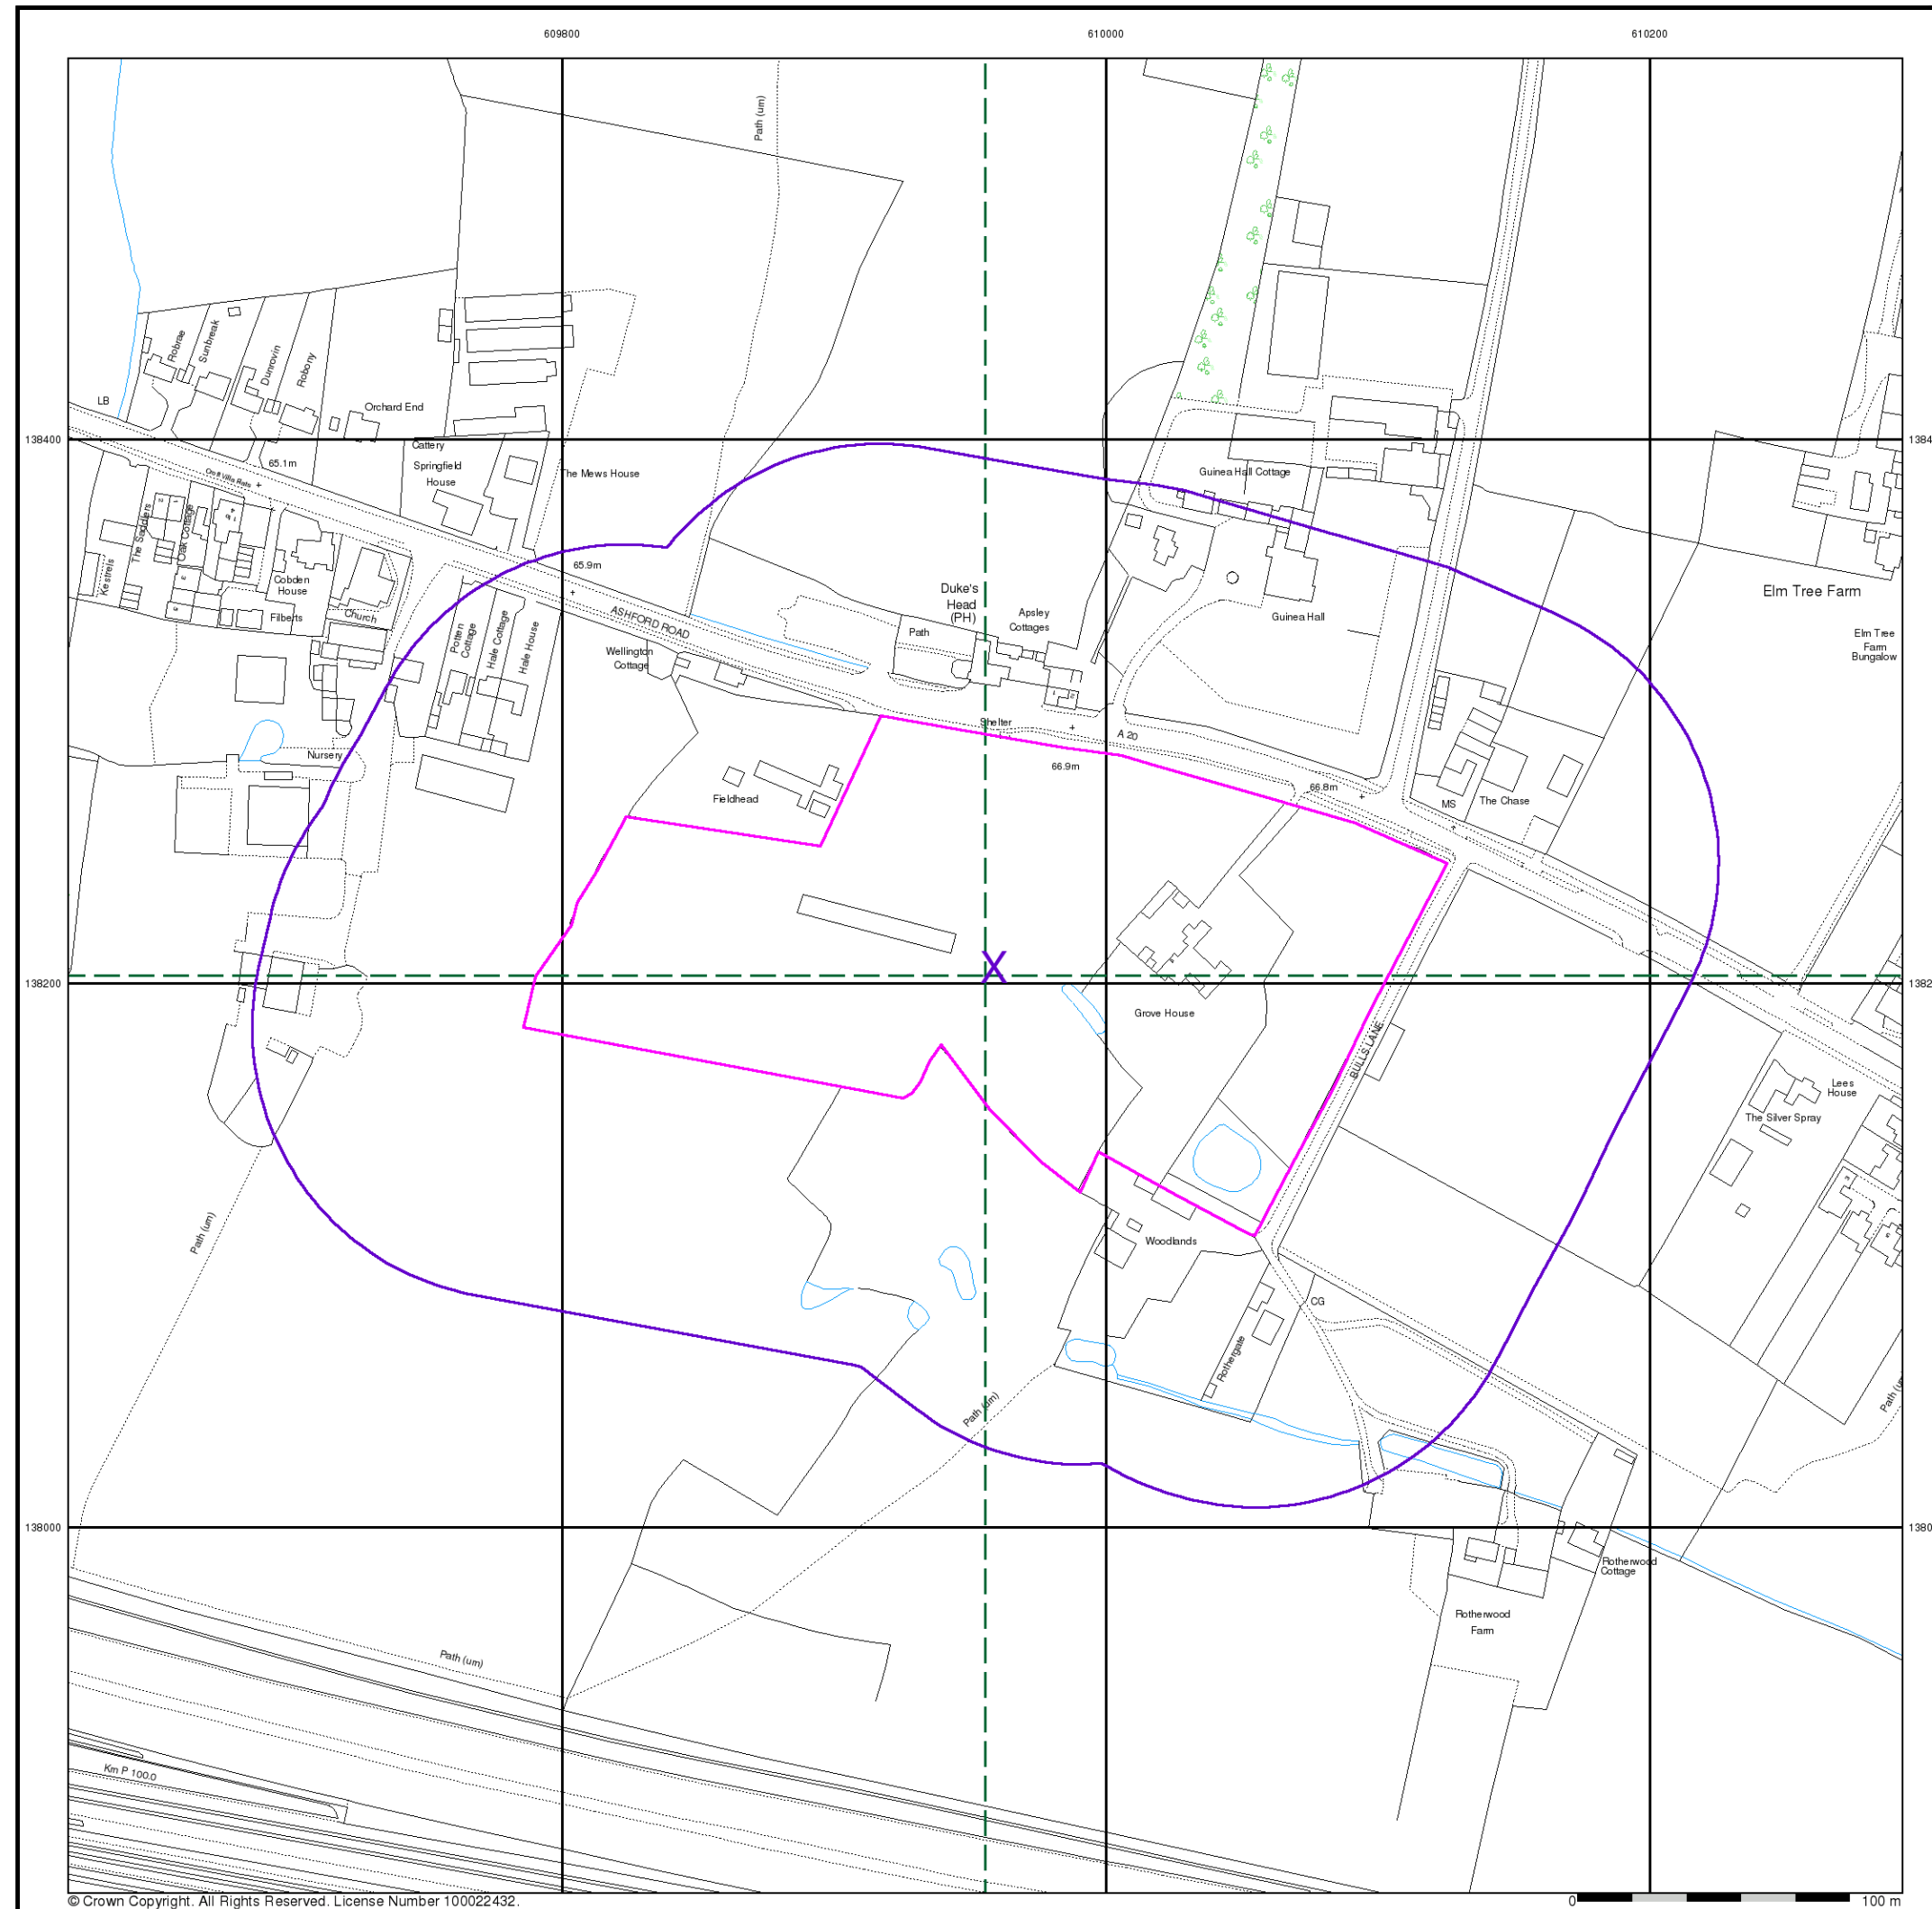 609800
610000
610200
Path (um)
Robrae
Sunbreak
Dunrovin
Robony
LB
Orchard End
138400
1384
Cattery
Springfield
House
65.1m
The Mews House
Guinea Hall Cottage
The Saddlers
Oak Cottage
Kestrels
Cobden
House
Filberts
Church
65.9m
ASHFORD ROAD
Duke's
Head
(PH)
Apsley
Cottages
Path
Guinea Hall
Elm Tree Farm
Elm Tree
Farm
Bungalow
Potten
Cottage
Hale Cottage
Hale House
Wellington
Cottage
Shelter
A 20
Nursery
66.9m
66.8m
Fieldhead
MS
The Chase
X
138200
1382
Grove House
BULLS LANE
Lees
House
The Silver Spray
Path (um)
Woodlands
CG
Rothergate
Path (um)
Path (u
138000
1380
Rotherwood
Cottage
Rotherwood
Farm
Path (um)
Km P 100.0
© Crown Copyright. All Rights Reserved. License Number 100022432.
0
100 m